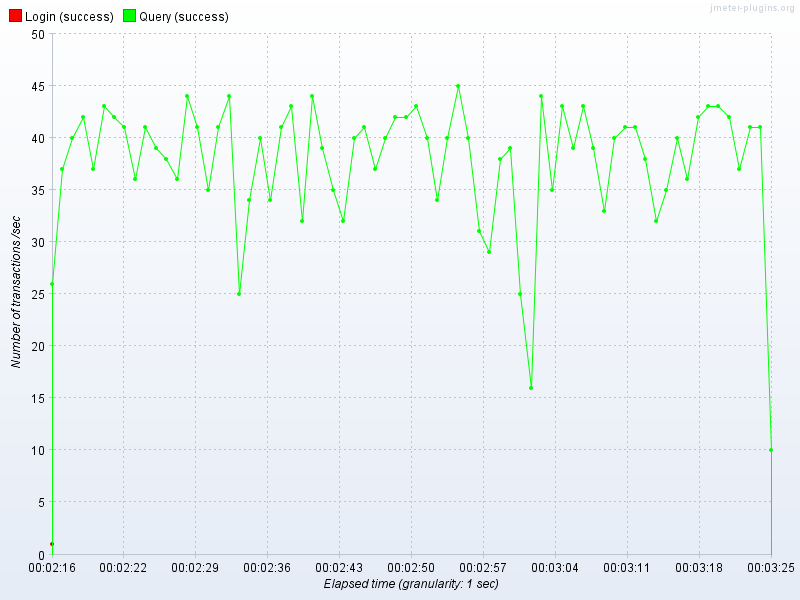 jmeter-plugins.org
Login (success) Query (success)
50
45
40
35
30
25
20
15
10
5
0
Number of transactions /sec
00:02:16 00:02:22 00:02:29 00:02:36 00:02:43 00:02:50 00:02:57 00:03:04 00:03:11 00:03:18 00:03:25
Elapsed time (granularity: 1 sec)